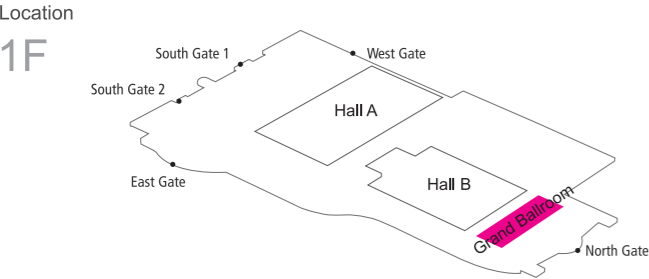 Location
1F
South Gate 1
West Gate
South Gate 2
Hall A
East Gate
Hall B
Grand Ballroom
North Gate